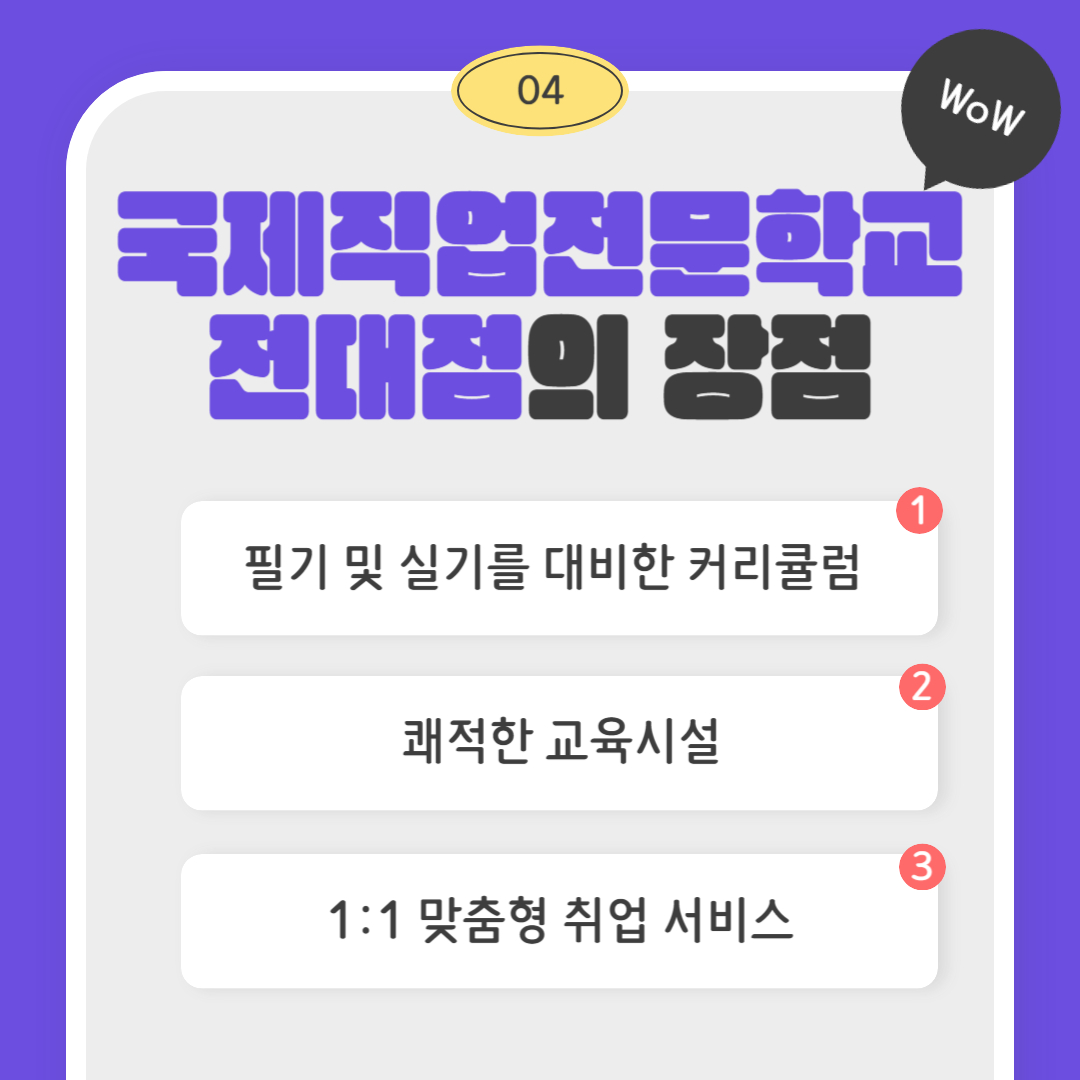 04
WoW
국제직업전문학교
전대점의 장점
1
필기 및 실기를 대비한 커리큘럼
2
쾌적한 교육시설
3
1:1 맞춤형 취업 서비스